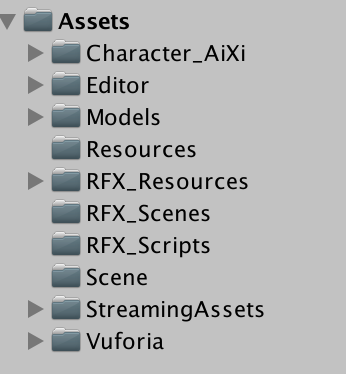 Assets
Character_AiXi
Editor
Models
Resources
RFX_Resources
RFX_Scenes
RFX_Scripts
Scene
StreamingAssets
Vuforia